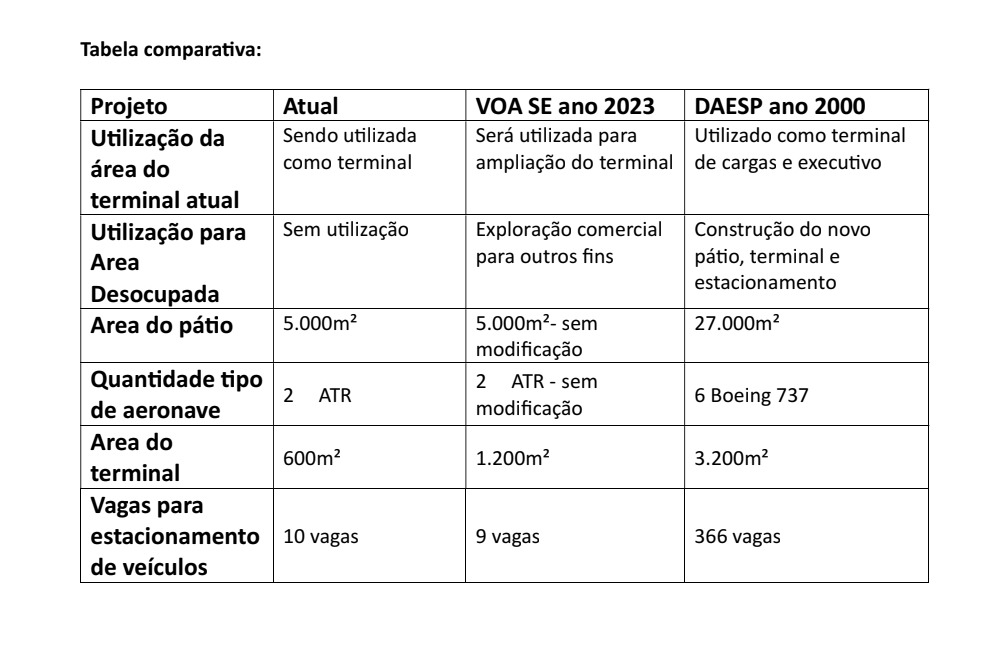 Tabela comparativa:
Projeto Atual VOA SE ano 2023 DAESP ano 2000
Utilização da área do terminal atual
Sendo utilizada como terminal
Será utilizada para ampliação do terminal
Utilizado como terminal de cargas e executivo
Utilização para Area Desocupada
Sem utilização
Exploração comercial para outros fins
Construção do novo pátio, terminal e estacionamento
Area do pátio
5.000m²
5.000m²- sem modificação
27.000m²
Quantidade tipo de aeronave
2 ATR
2 ATR - sem modificação
6 Boeing 737
Area do terminal
600m²
1.200m²
3.200m²
Vagas para estacionamento de veículos
10 vagas
9 vagas
366 vagas